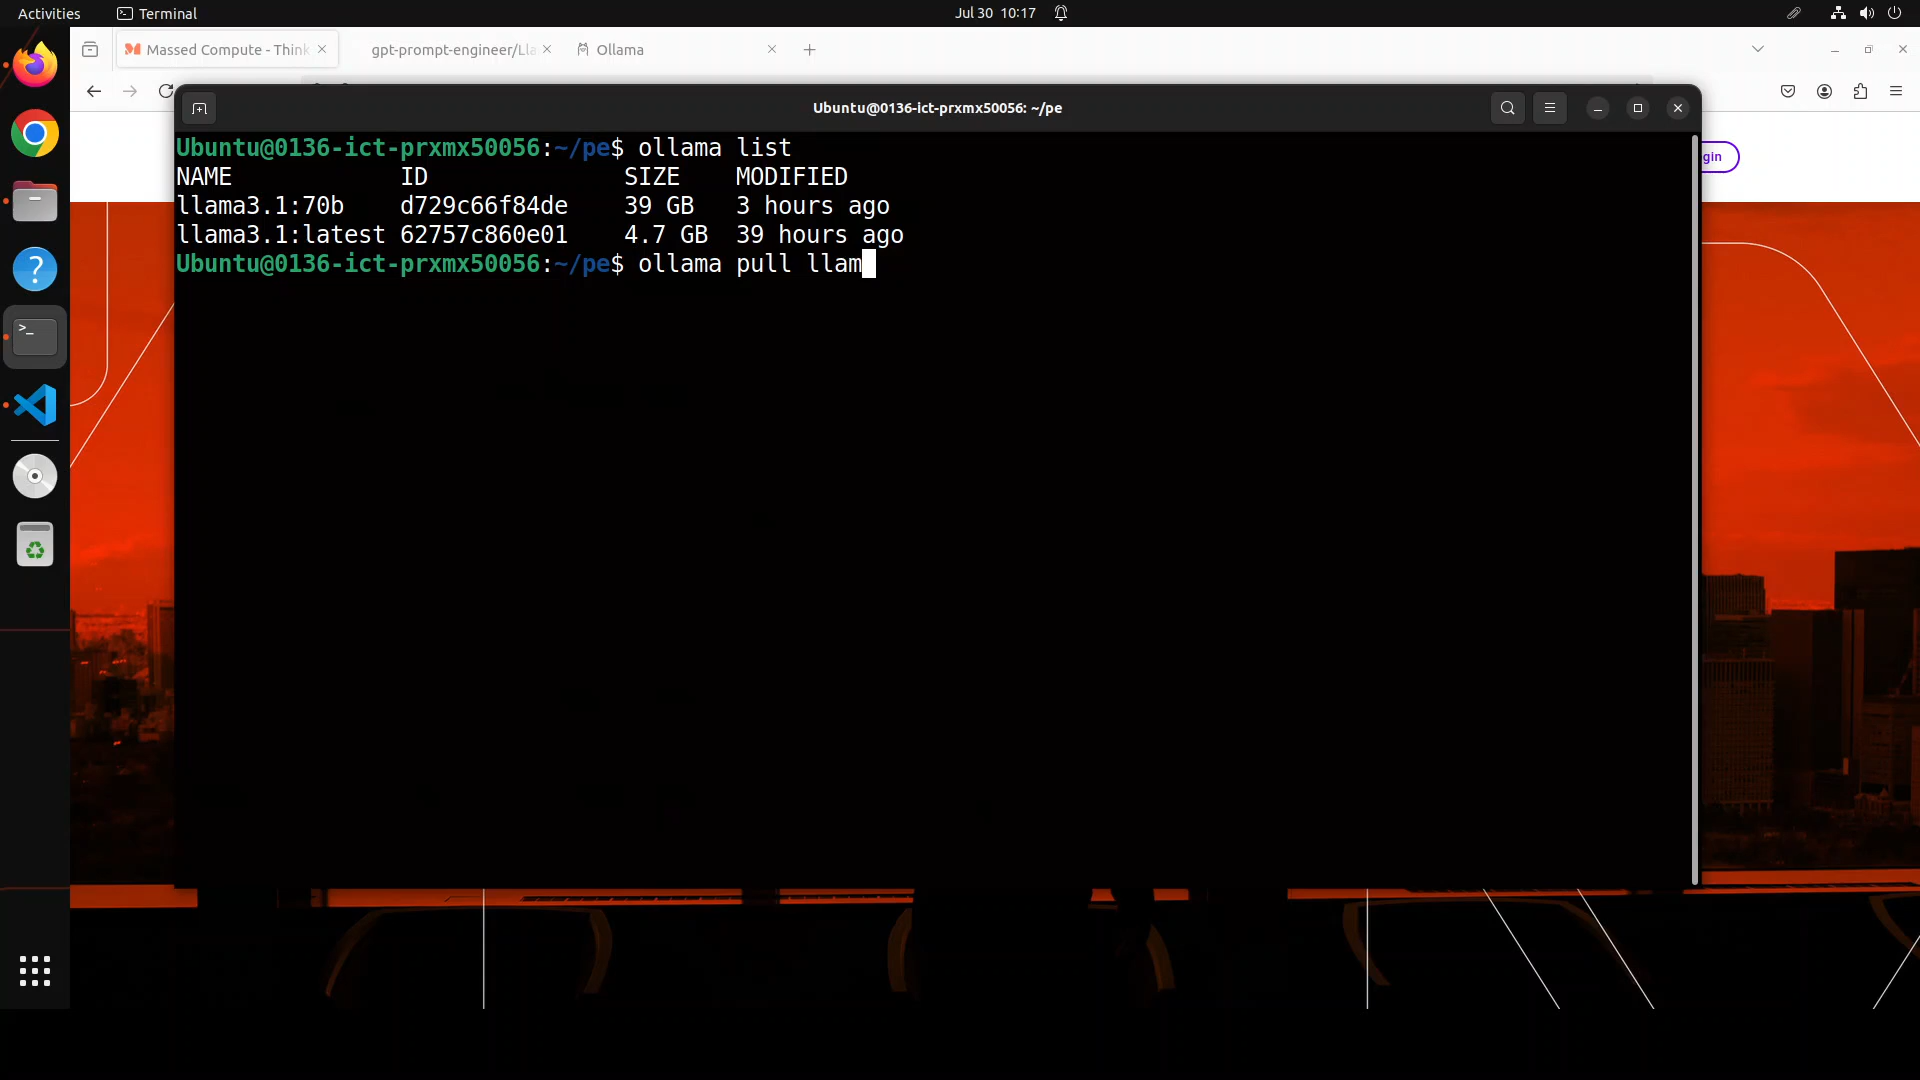 Activities
Terminal
Jul 30 10:17
Massed Compute - Think
gpt-prompt-engineer/Lla
Ollama
Ubuntu@0136-ict-prxmx50056: ~/pe
gin
Ubuntu@0136-ict-prxmx50056:~/pe$ ollama list
NAME ID SIZE MODIFIED
llama3.1:70b d729c66f84de 39 GB 3 hours ago
llama3.1:latest 62757c860e01 4.7 GB 39 hours ago
Ubuntu@0136-ict-prxmx50056:~/pe$ ollama pull llam